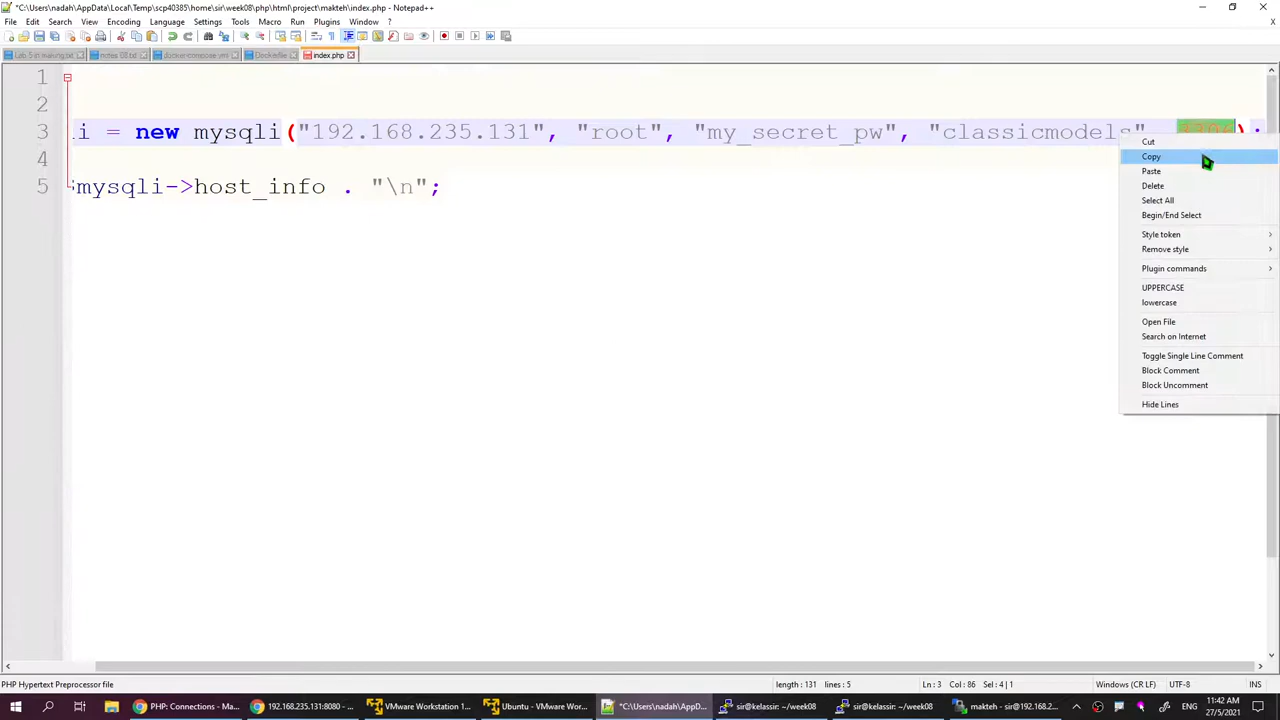 *C:\Users\nadah\AppData\Local\Temp\scp40385\home\sir\week08\php\html\project\makteh\index.php - Notepad++
File Edit Search View Encoding Language Settings Tools Macro Run Plugins Window ?
docker-compose.yml Dockerfile index.php
1
2
3 li = new mysqli("192.168.235.131", "root", "my_secret_pw", "classicmodels", 3306);
4
5 $mysqli->host_info . "\n";
Cut
Copy
Paste
Delete
Select All
Begin/End Select
Style token
Remove style
Plugin commands
UPPERCASE
lowercase
Open File
Search on Internet
Toggle Single Line Comment
Block Comment
Block Uncomment
Hide Lines
PHP Hypertext Preprocessor file length : 131 lines : 5 Ln : 3 Col : 86 Sel : 4 | 1 Windows (CR LF) UTF-8 INS
PHP: Connections - Ma... 192.168.235.131:8080 - ... VMware Workstation 1... Ubuntu - VMware Wo... *C:\Users\nadah\AppD... sir@kelassir: ~/week08 sir@kelassir: ~/week08 makteh - sir@192.168.2... ENG 11:42 AM
27/5/2021